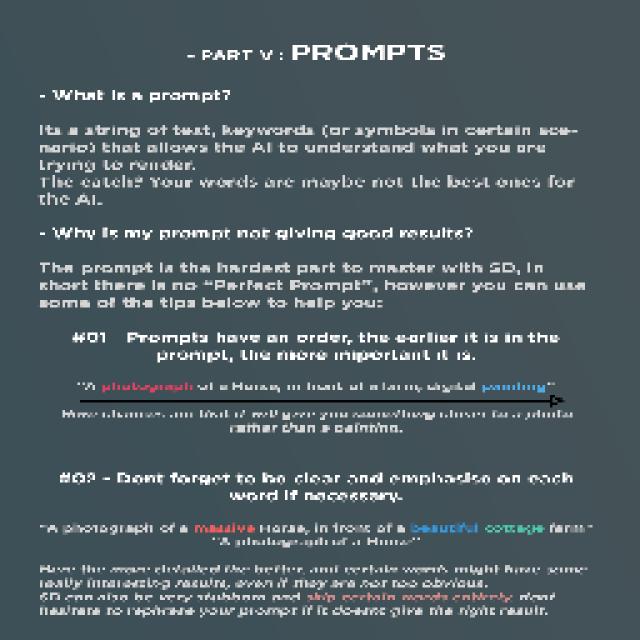 - PART V : PROMPTS
- What is a prompt?
Its a string of text, keywords (or symbols in certain sce-
nario) that allows the AI to understand what you are
trying to render.
The catch? Your words are maybe not the best ones for
the AI.
- Why is my prompt not giving good results?
The prompt is the hardest part to master with SD, in
short there is no "Perfect Prompt", however you can use
some of the tips below to help you:
#01 Prompts have an order, the earlier it is in the
prompt, the more important it is.
"A photograph of a Horse, in front of a farm, digital painting"
Here chances are that it will give you something closer to a photo
rather than a painting.
#02 - Dont forget to be clear and emphasise on each
word if necessary.
"A photograph of a massive Horse, in front of a beautiful cottage farm"
"A photograph of a Horse"
Here the more detailed the better, and certain words might have some
really interesting results, even if they are not too obvious.
SD can also be very stubborn and skip certain words entirely, dont
hesitate to rephrase your prompt if it doesnt give the right result.